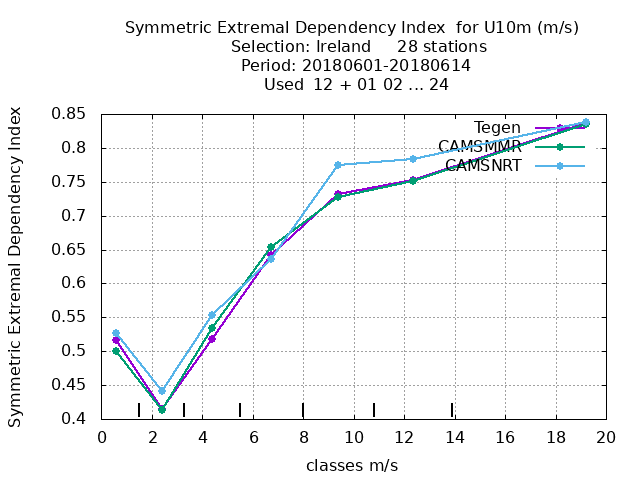 Symmetric Extremal Dependency Index  for U10m (m/s)
Selection: Ireland     28 stations
Period: 20180601-20180614
Used  12 + 01 02 ... 24
Symmetric Extremal Dependency Index
0.85
0.8
0.75
0.7
0.65
0.6
0.55
0.5
0.45
0.4
Tegen
CAMSMMR
CAMSNRT
0 2 4 6 8 10 12 14 16 18 20
classes m/s